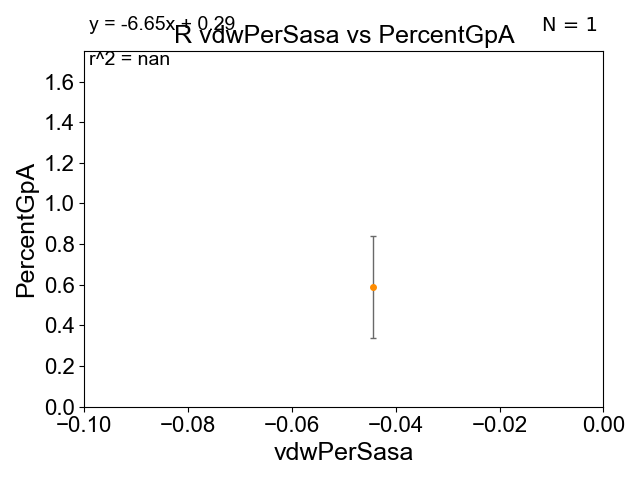 y = -6.65x + 0.29
R vdwPerSasa vs PercentGpA
N = 1
r^2 = nan
PercentGpA
1.6
1.4
1.2
1.0
0.8
0.6
0.4
0.2
0.0
−0.10
−0.08
−0.06
−0.04
−0.02
0.00
vdwPerSasa